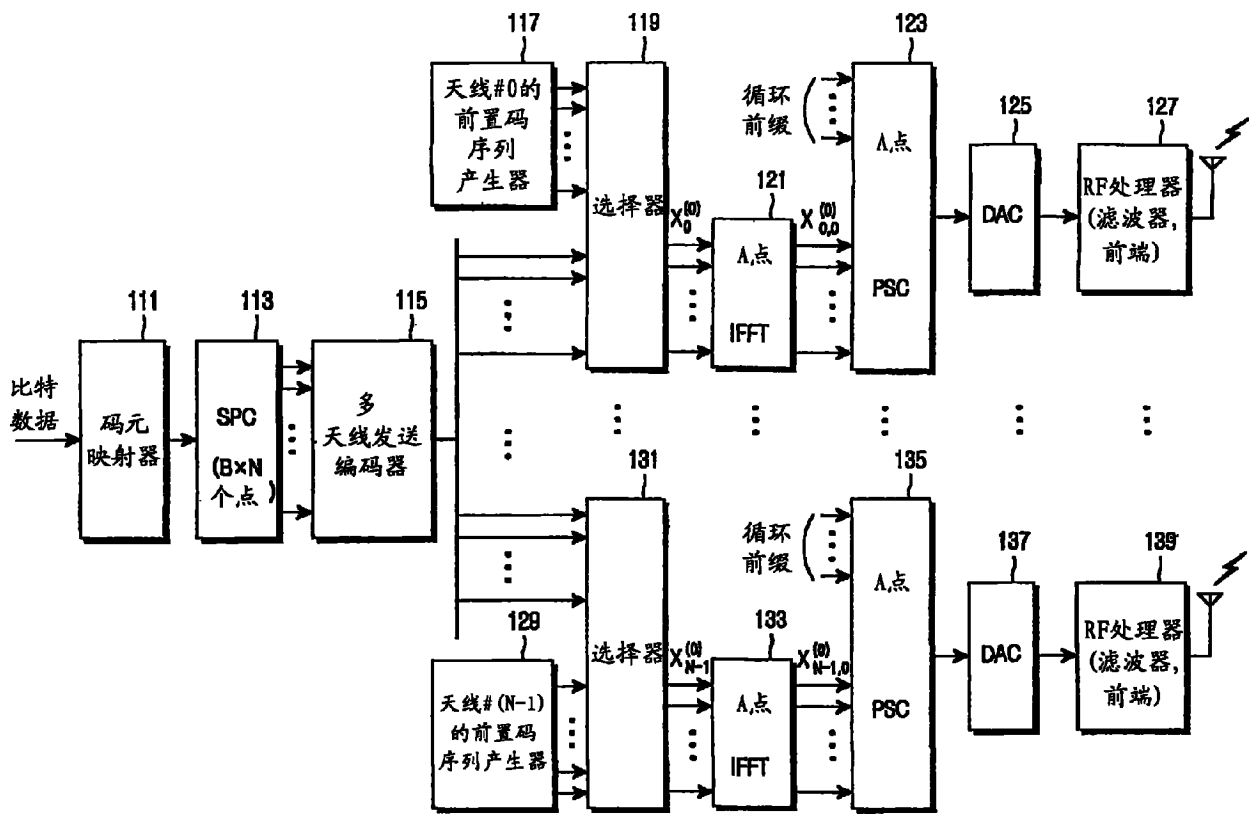 117
119
123
天线#0的
前置码
序列
产生器
选择器
循环
前缀
A点
PSC
125
127
DAC
RF处理器
(滤波器,
前端)
121
X₀⁽⁰⁾
X₀,₀⁽⁰⁾
A点
IFFT
111
113
115
比特
数据
码元
映射器
SPC
(B×N
个点)
多
天线发送
编码器
131
135
选择器
循环
前缀
A点
PSC
137
139
DAC
RF处理器
(滤波器,
前端)
129
133
天线#(N-1)
的前置码
序列产生器
X_{N-1}^{(0)}
X_{N-1,0}^{(0)}
A点
IFFT